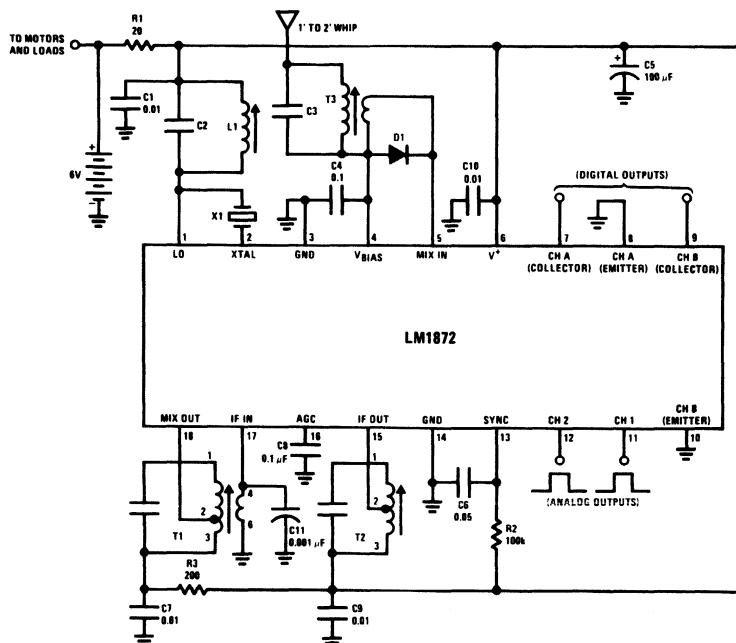 TO MOTORS
AND LOADS
R1
20
1' TO 2' WHIP
C1
0.01
C2
L1
C3
T3
D1
C4
0.1
C10
0.01
+
C5
100 µF
+
6V
−
X1
(DIGITAL OUTPUTS)
1
2
3
4
5
6
7
8
9
LO
XTAL
GND
VBIAS
MIX IN
V+
CH A
(COLLECTOR)
CH A
(EMITTER)
CH B
(COLLECTOR)
LM1872
MIX OUT
IF IN
AGC
IF OUT
GND
SYNC
CH 2
CH 1
CH B
(EMITTER)
18
17
16
15
14
13
12
11
10
C8
0.1 µF
1
2
3
T1
4
6
C11
0.001 µF
1
2
3
T2
C6
0.05
R2
100k
(ANALOG OUTPUTS)
R3
200
C7
0.01
C9
0.01